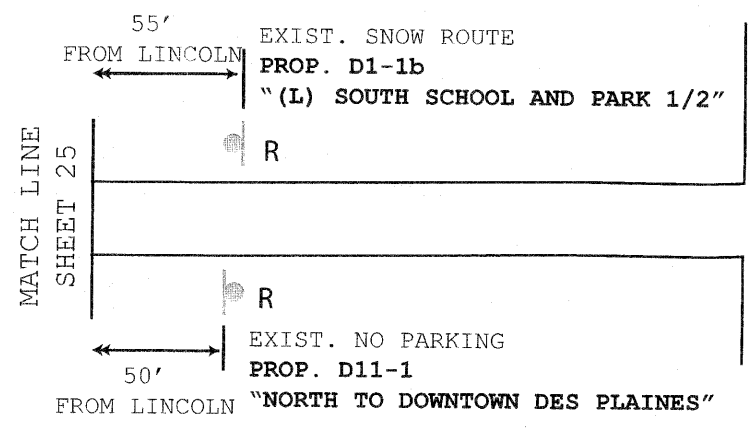 55'
FROM LINCOLN
EXIST. SNOW ROUTE
PROP. D1-1b
"(L) SOUTH SCHOOL AND PARK 1/2"
R
MATCH LINE
SHEET 25
R
EXIST. NO PARKING
PROP. D11-1
"NORTH TO DOWNTOWN DES PLAINES"
50'
FROM LINCOLN